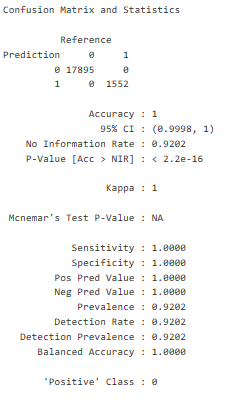 Confusion Matrix and Statistics
Reference
Prediction 0 1
0 17895 0
1 0 1552
Accuracy : 1
95% CI : (0.9998, 1)
No Information Rate : 0.9202
P-Value [Acc > NIR] : < 2.2e-16
Kappa : 1
Mcnemar's Test P-Value : NA
Sensitivity : 1.0000
Specificity : 1.0000
Pos Pred Value : 1.0000
Neg Pred Value : 1.0000
Prevalence : 0.9202
Detection Rate : 0.9202
Detection Prevalence : 0.9202
Balanced Accuracy : 1.0000
'Positive' Class : 0